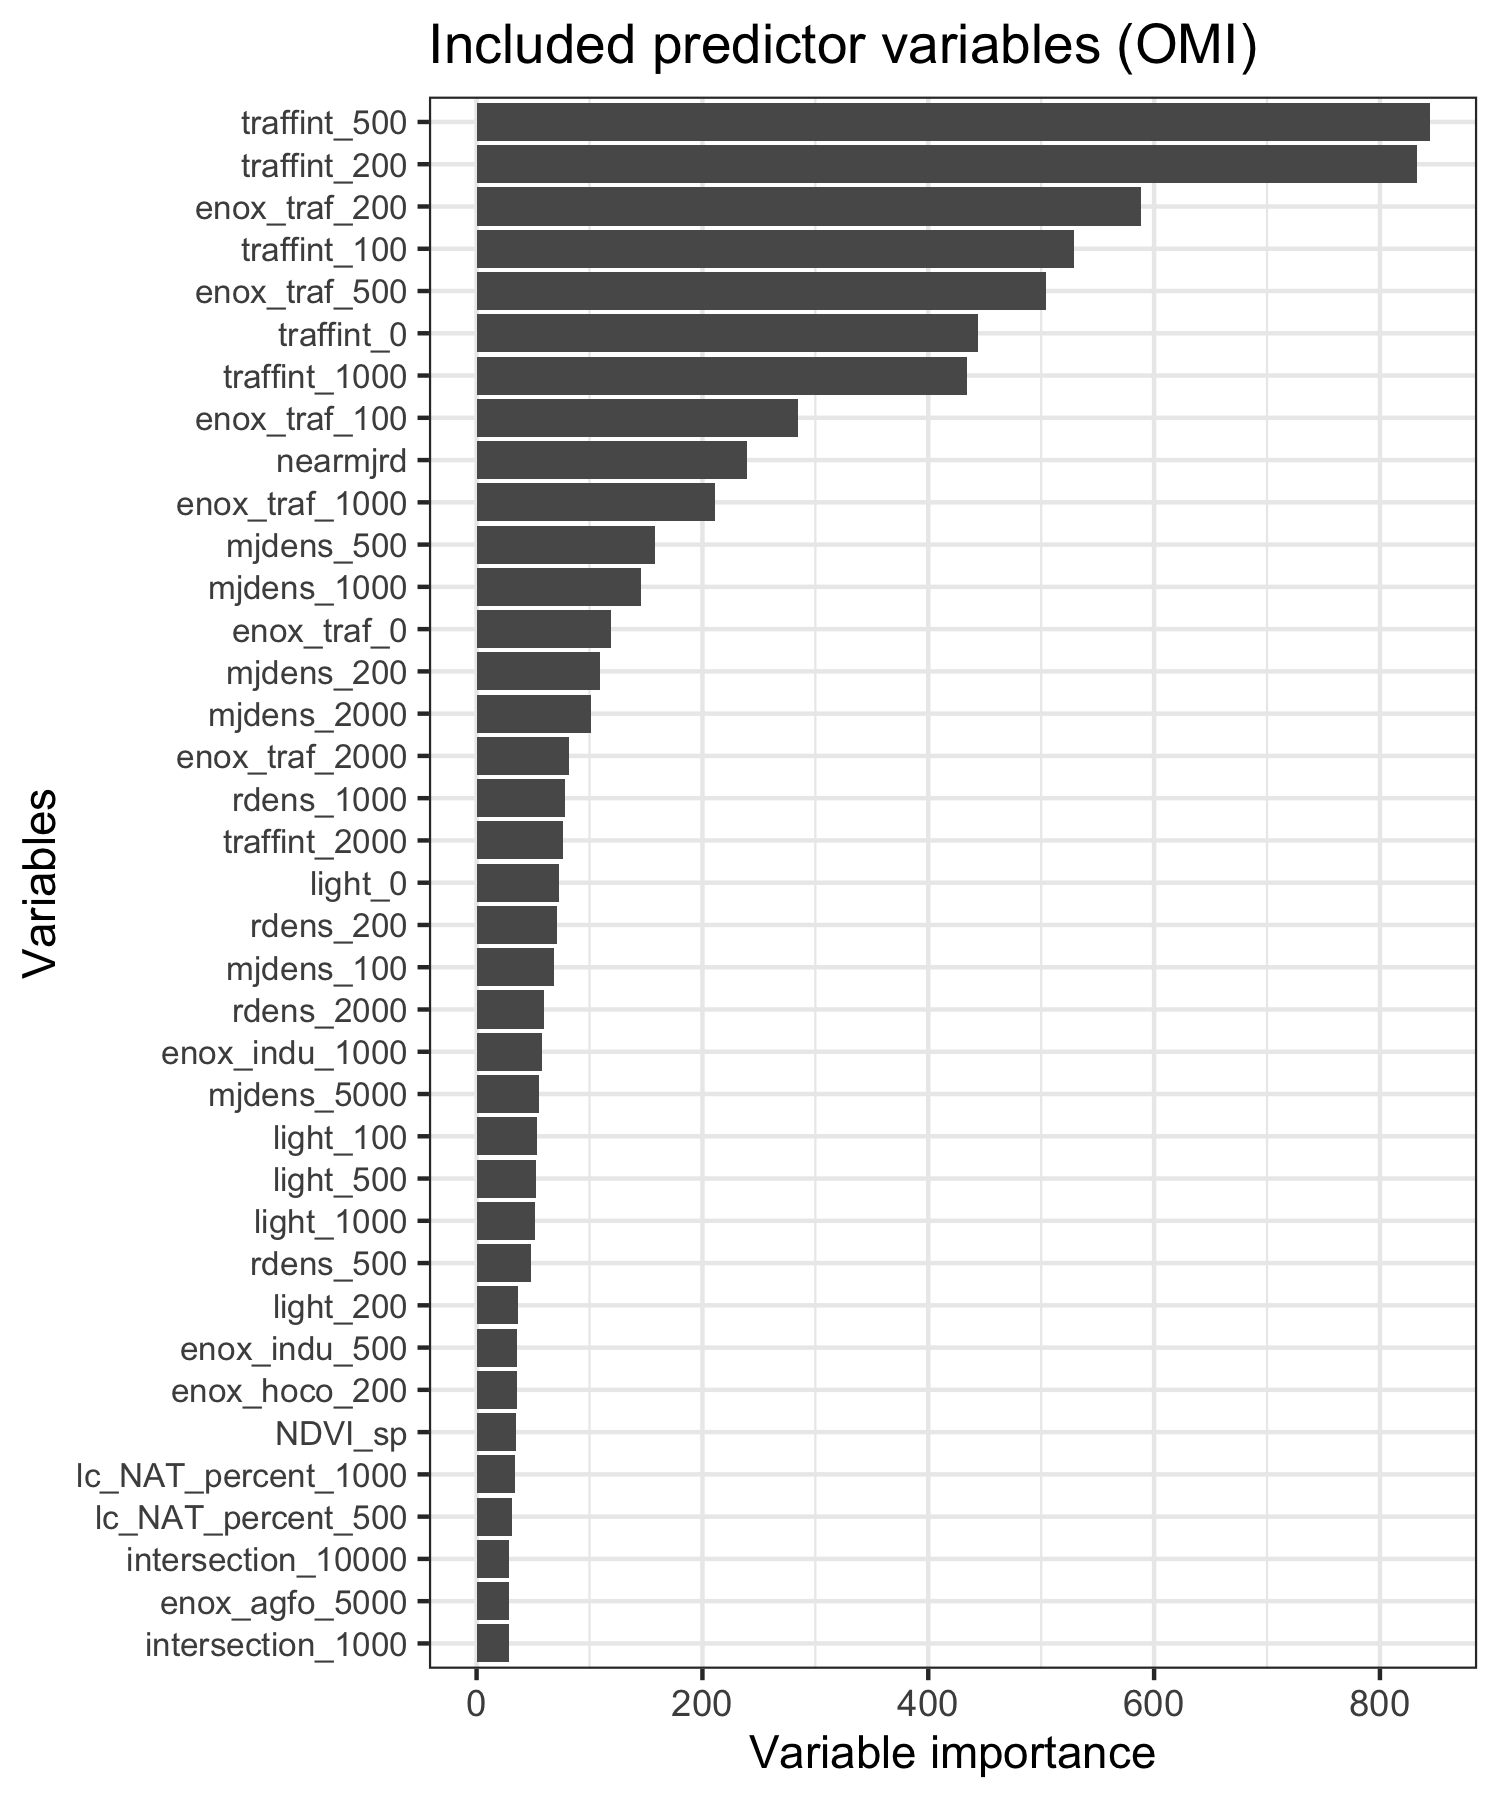 Included predictor variables (OMI)
traffint_500
traffint_200
enox_traf_200
traffint_100
enox_traf_500
traffint_0
traffint_1000
enox_traf_100
nearmjrd
enox_traf_1000
mjdens_500
mjdens_1000
enox_traf_0
mjdens_200
mjdens_2000
enox_traf_2000
rdens_1000
traffint_2000
light_0
rdens_200
mjdens_100
rdens_2000
enox_indu_1000
mjdens_5000
light_100
light_500
light_1000
rdens_500
light_200
enox_indu_500
enox_hoco_200
NDVI_sp
lc_NAT_percent_1000
lc_NAT_percent_500
intersection_10000
enox_agfo_5000
intersection_1000
Variables
0 200 400 600 800
Variable importance